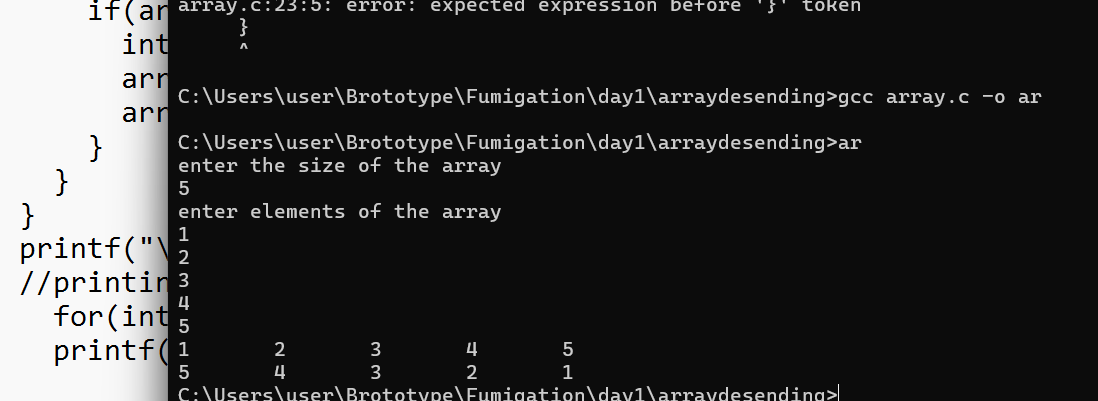 if(ar
int
arr
arr
}
}
}
printf("\
//printin
for(int
printf(
array.c:23:5: error: expected expression before '}' token
}
^
C:\Users\user\Brototype\Fumigation\day1\arraydesending>gcc array.c -o ar
C:\Users\user\Brototype\Fumigation\day1\arraydesending>ar
enter the size of the array
5
enter elements of the array
1
2
3
4
5
1 2 3 4 5
5 4 3 2 1
C:\Users\user\Brototype\Fumigation\day1\arraydesending>